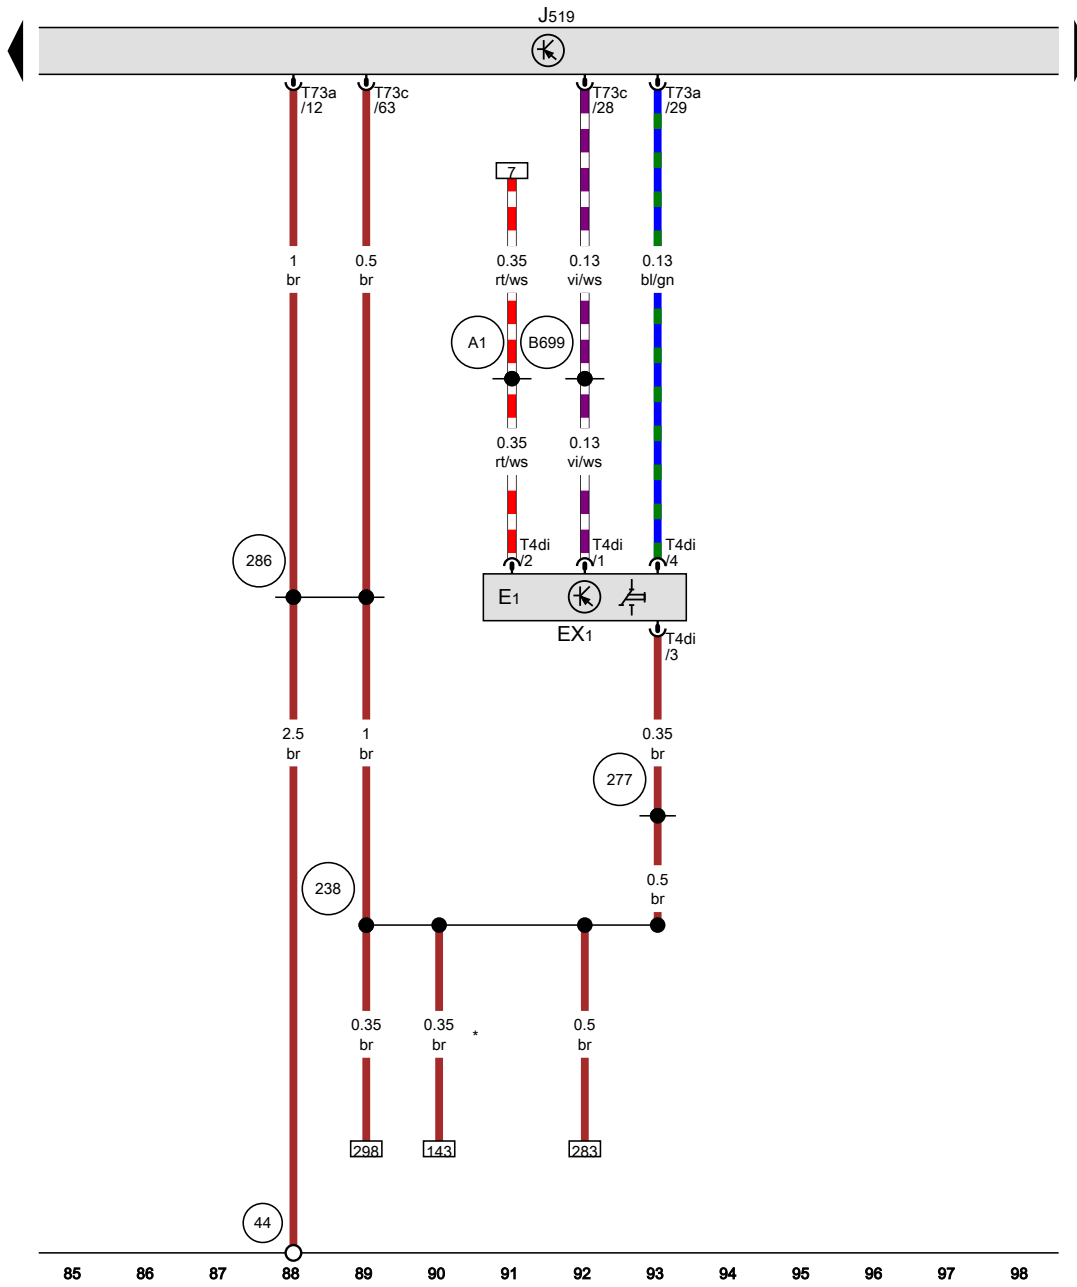 J519
T73a
/12
T73c
/63
T73c
/28
T73a
/29
7
1
br
0.5
br
0.35
rt/ws
0.13
vi/ws
0.13
bl/gn
A1
B699
0.35
rt/ws
0.13
vi/ws
T4di
/2
T4di
/1
T4di
/4
286
E1
EX1
T4di
/3
2.5
br
1
br
0.35
br
277
238
0.5
br
0.35
br
0.35
br
*
0.5
br
298
143
283
44
85 86 87 88 89 90 91 92 93 94 95 96 97 98